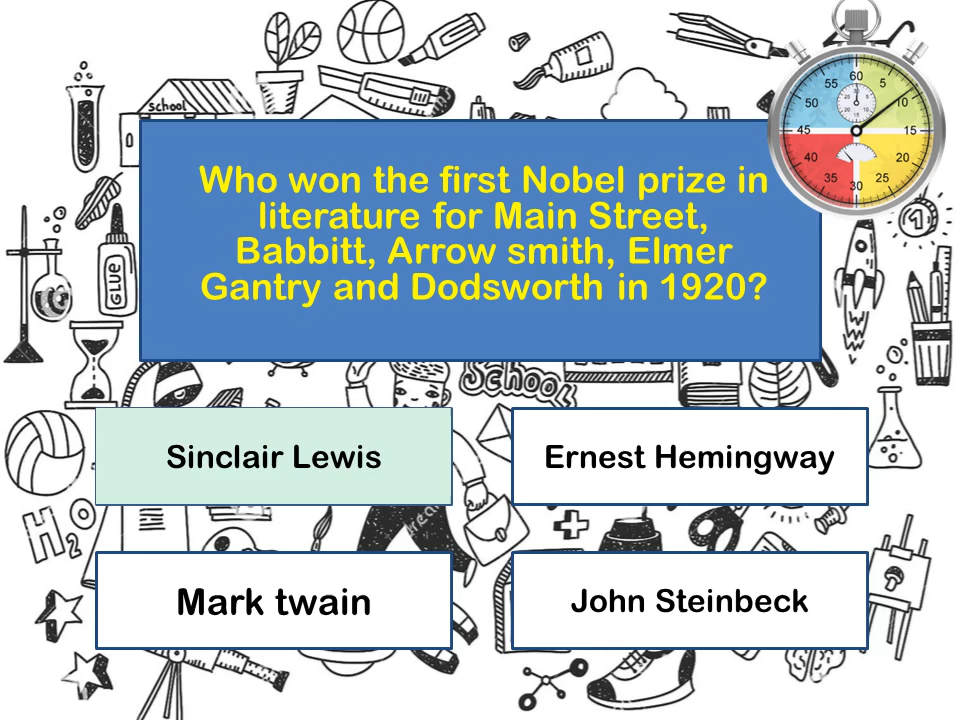 school
60
55
5
50
10
45
15
40
20
35
25
30
Who won the first Nobel prize in
literature for Main Street,
Babbitt, Arrow smith, Elmer
Gantry and Dodsworth in 1920?
1
GLUE
SCHOOL
Sinclair Lewis
Ernest Hemingway
H2O
Mark twain
John Steinbeck